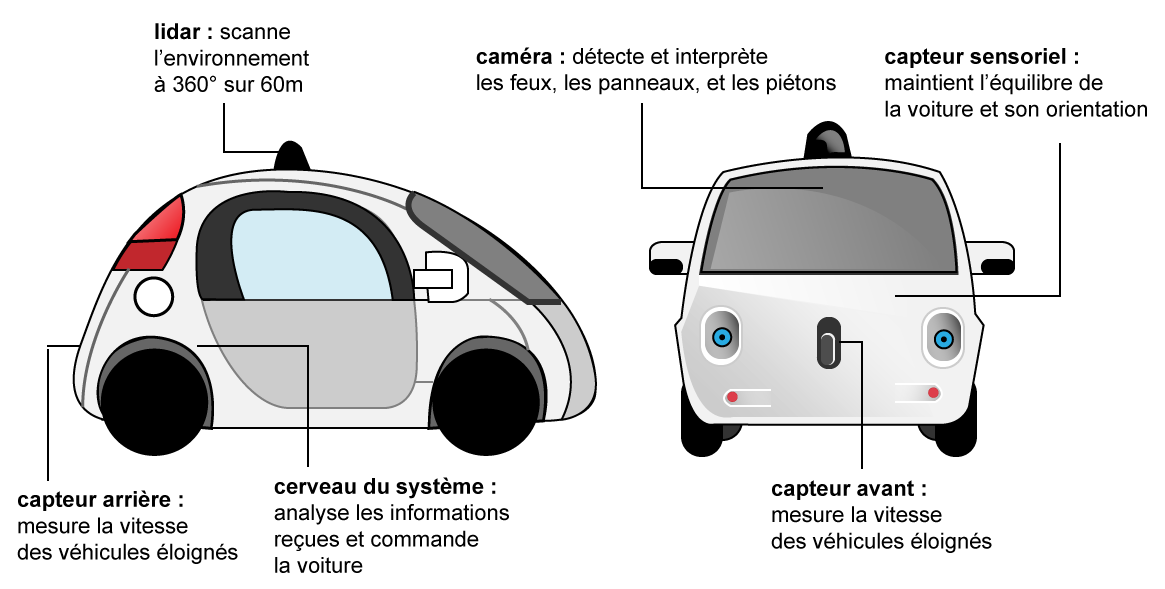 lidar : scanne
l’environnement
à 360° sur 60m
caméra : détecte et interprète
les feux, les panneaux, et les piétons
capteur sensoriel :
maintient l’équilibre de
la voiture et son orientation
capteur arrière :
mesure la vitesse
des véhicules éloignés
cerveau du système :
analyse les informations
reçues et commande
la voiture
capteur avant :
mesure la vitesse
des véhicules éloignés